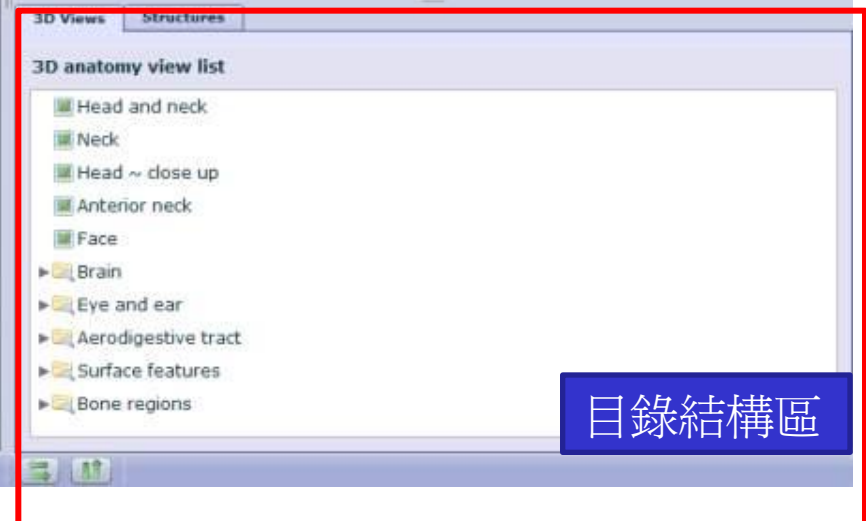 3D Views Structures
3D anatomy view list
Head and neck
Neck
Head ~ close up
Anterior neck
Face
Brain
Eye and ear
Aerodigestive tract
Surface features
Bone regions
目錄結構區